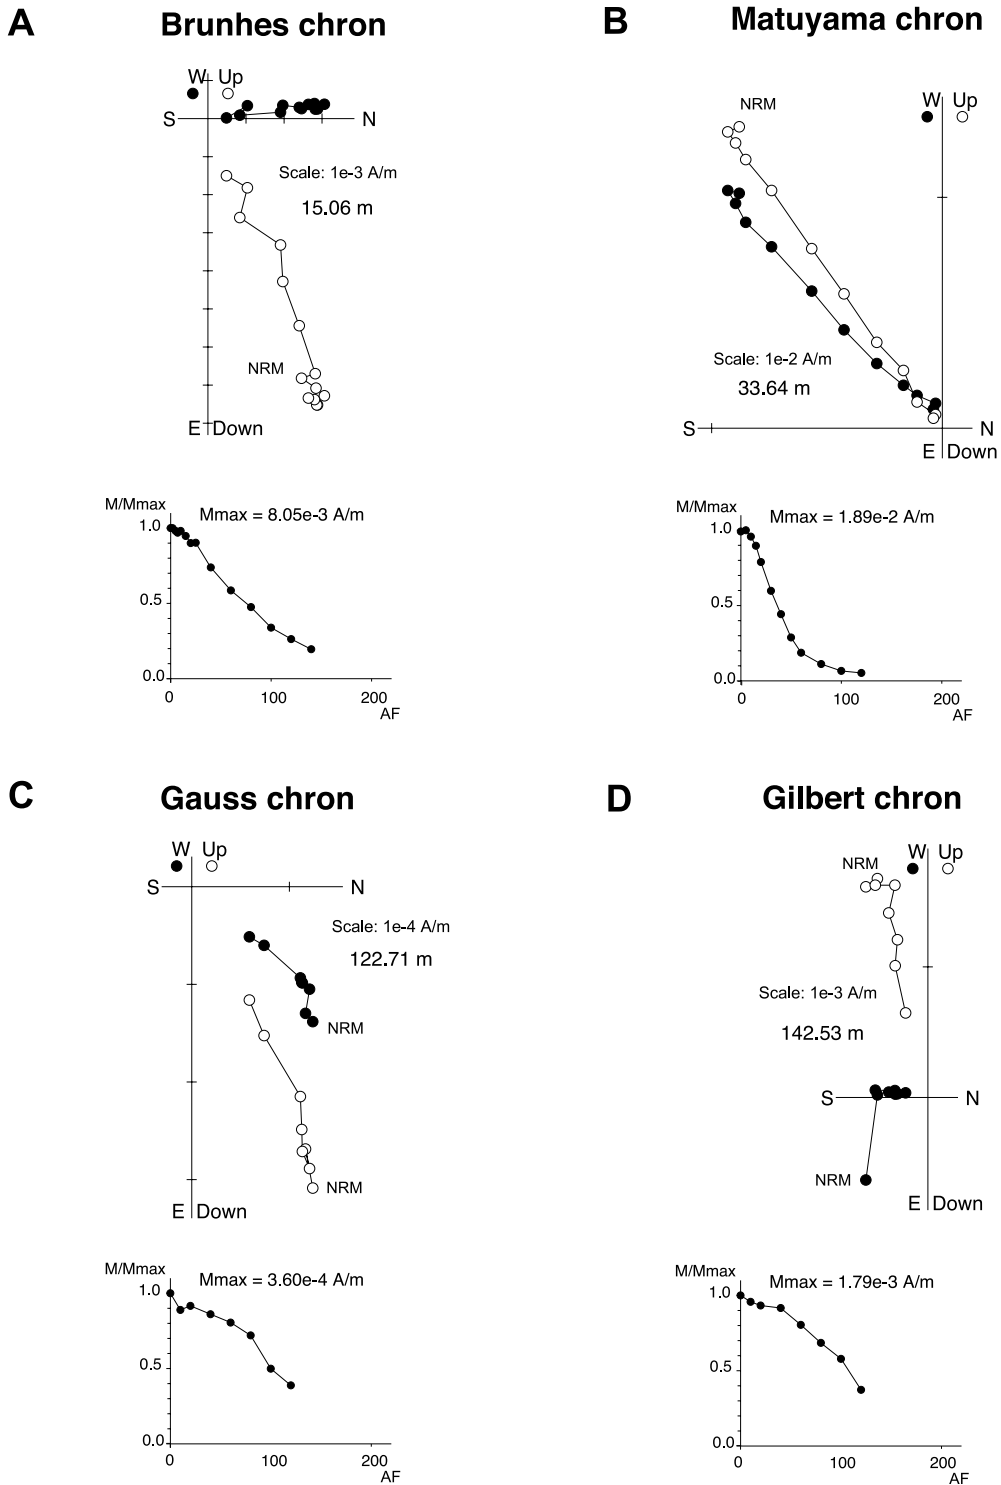 A Brunhes chron
W Up
S N
Scale: 1e-3 A/m
15.06 m
NRM
E Down
M/Mmax
Mmax = 8.05e-3 A/m
1.0
0.5
0.0
0 100 200
AF
B Matuyama chron
NRM
W Up
Scale: 1e-2 A/m
33.64 m
S N
E Down
M/Mmax
Mmax = 1.89e-2 A/m
1.0
0.5
0.0
0 100 200
AF
C Gauss chron
W Up
S N
Scale: 1e-4 A/m
122.71 m
NRM
NRM
E Down
M/Mmax
Mmax = 3.60e-4 A/m
1.0
0.5
0.0
0 100 200
AF
D Gilbert chron
W Up
NRM
Scale: 1e-3 A/m
142.53 m
S N
NRM
E Down
M/Mmax
Mmax = 1.79e-3 A/m
1.0
0.5
0.0
0 100 200
AF